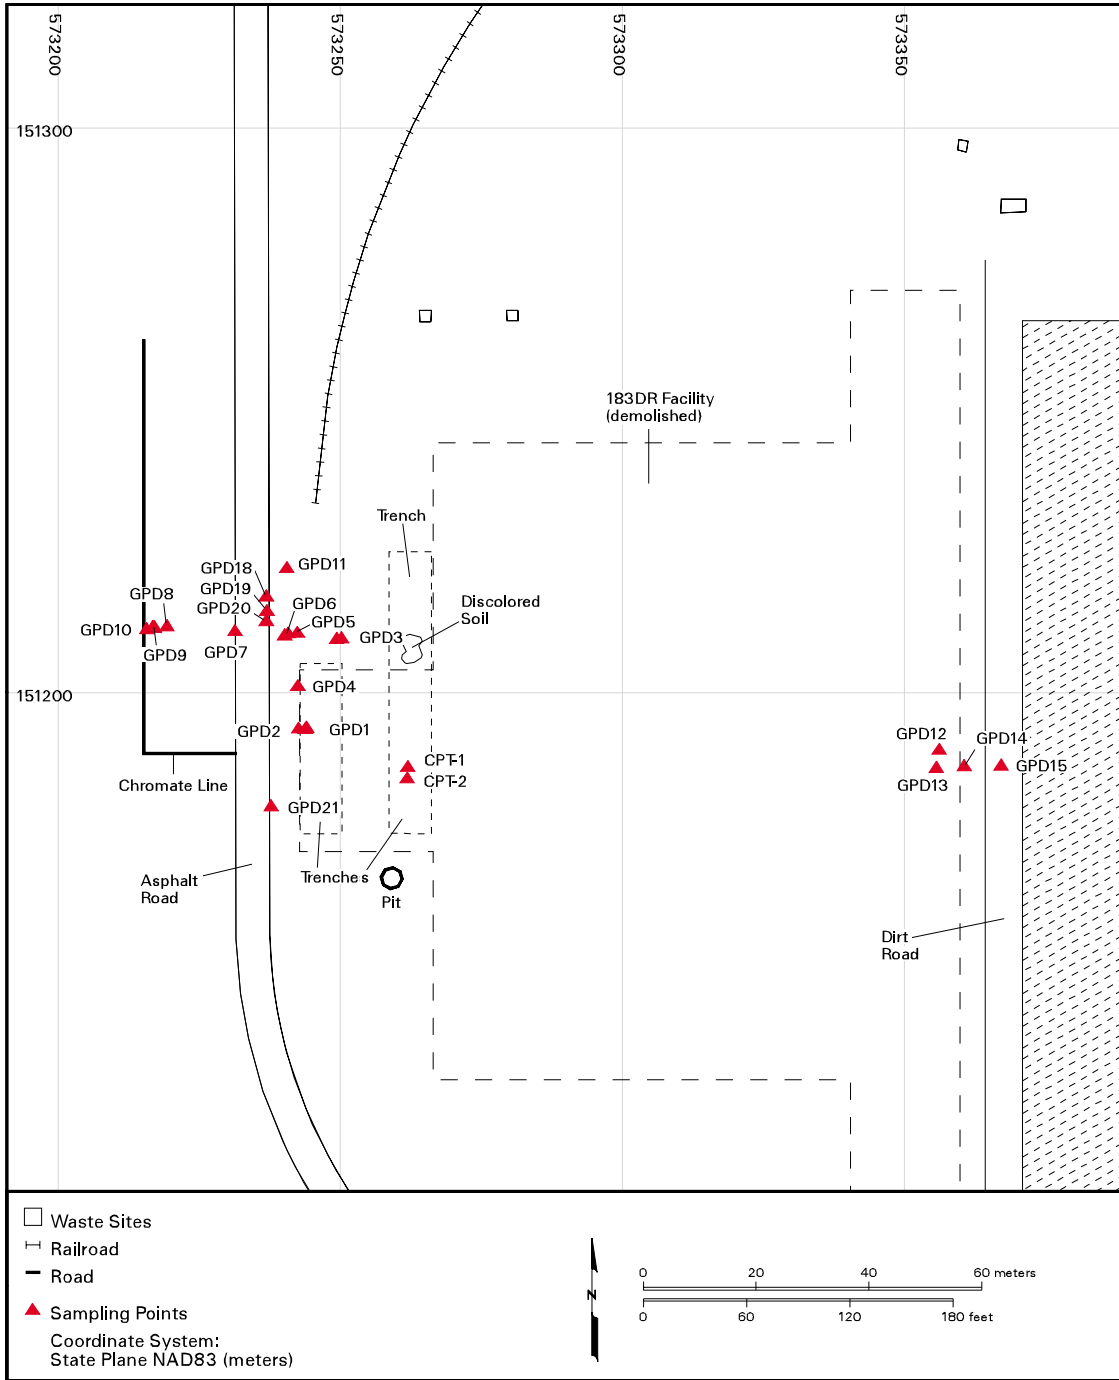 573200
573250
573300
573350
151300
183DR Facility
(demolished)
Trench
GPD18
GPD11
GPD19
GPD8
GPD20
GPD6
Discolored
Soil
GPD5
GPD10
GPD3
GPD7
GPD9
GPD4
151200
GPD2
GPD1
GPD12
GPD14
CPT-1
GPD15
CPT-2
GPD13
Chromate Line
GPD21
Trenches
Asphalt
Road
Pit
Dirt
Road
Waste Sites
Railroad
Road
Sampling Points
Coordinate System:
State Plane NAD83 (meters)
N
0 20 40 60 meters
0 60 120 180 feet